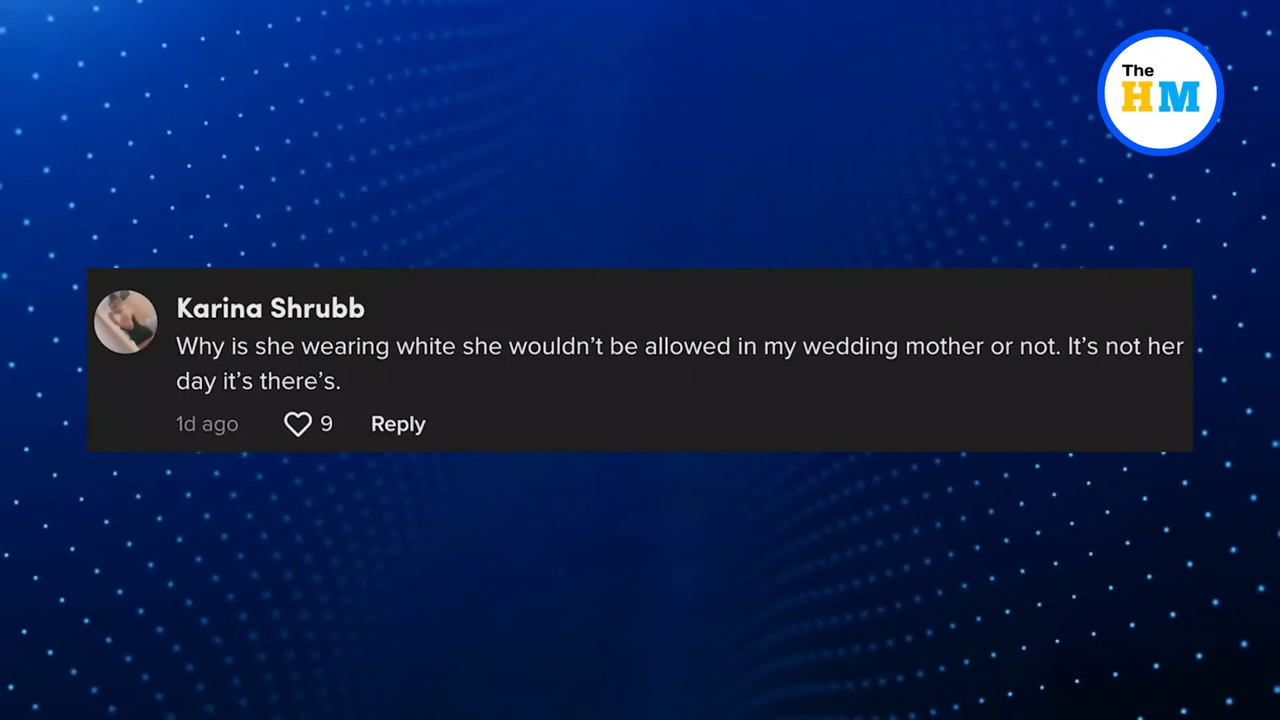 The
HM
Karina Shrubb
Why is she wearing white she wouldn't be allowed in my wedding mother or not. It's not her
day it's there's.
1d ago 9 Reply